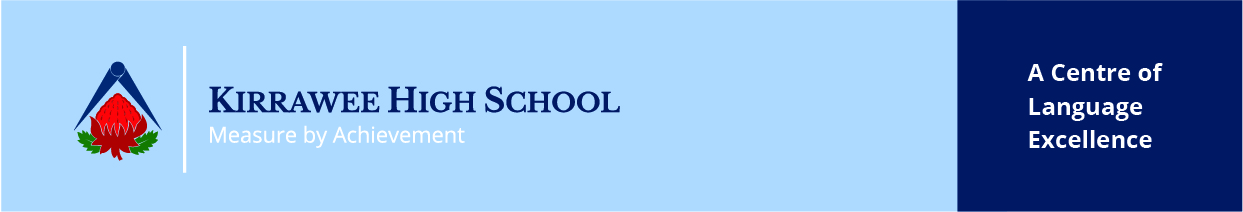 Kirrawee High School
Measure by Achievement
A Centre of
Language
Excellence